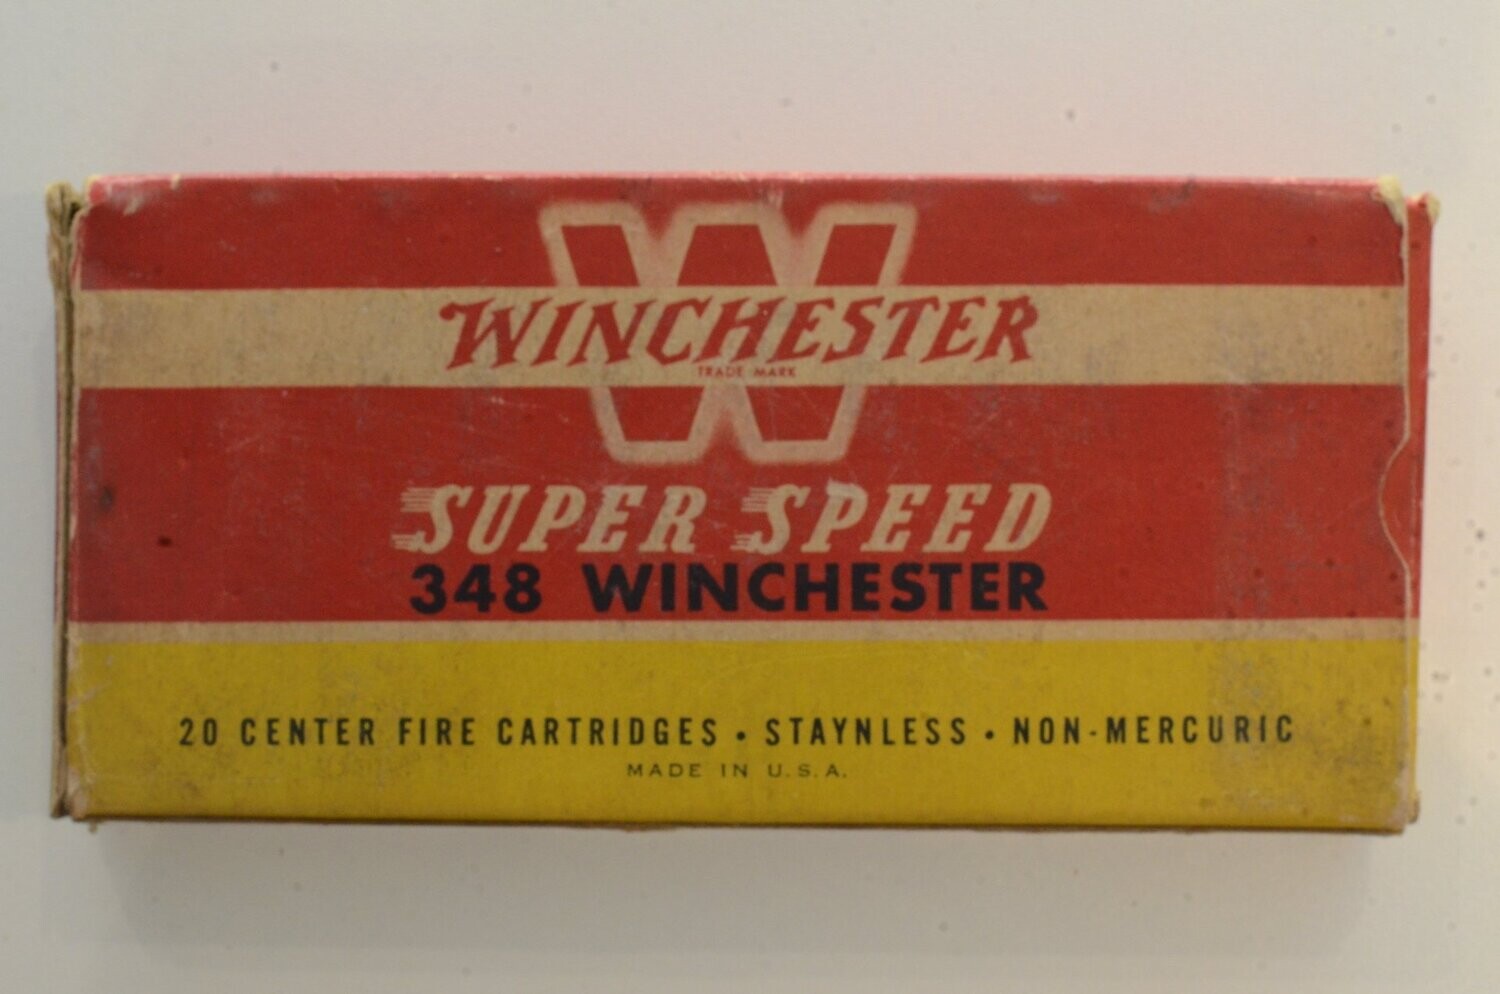 W
WINCHESTER
TRADE MARK
SUPER SPEED
348 WINCHESTER
20 CENTER FIRE CARTRIDGES • STAYNLESS • NON-MERCURIC
MADE IN U.S.A.